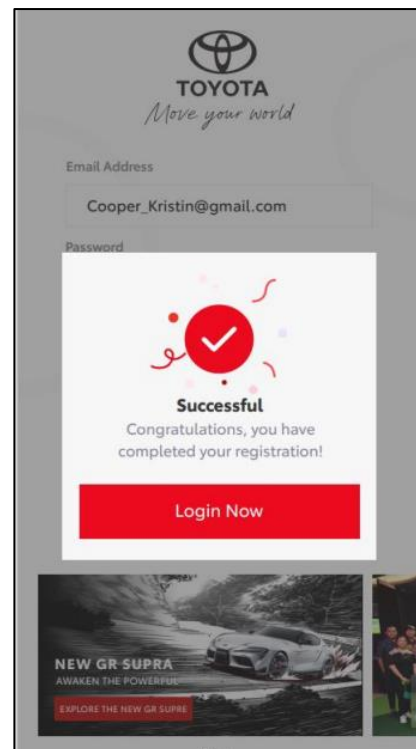 TOYOTA
Move your world
Email Address
Cooper_Kristin@gmail.com
Password
Successful
Congratulations, you have
completed your registration!
Login Now
NEW GR SUPRA
AWAKEN THE POWERFUL
EXPLORE THE NEW GR SUPRE